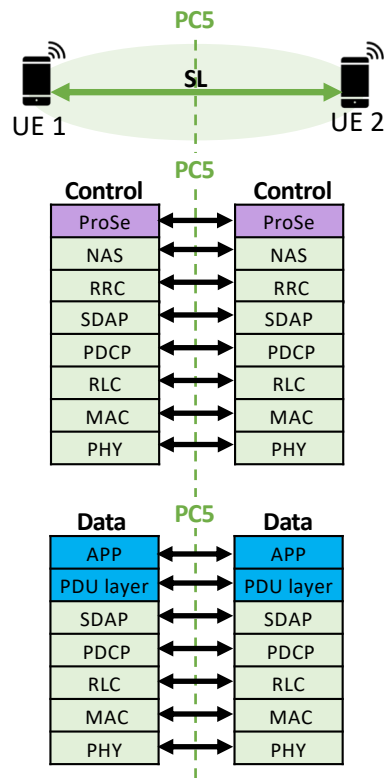 PC5
SL
UE 1 UE 2
PC5
Control Control
ProSe ProSe
NAS NAS
RRC RRC
SDAP SDAP
PDCP PDCP
RLC RLC
MAC MAC
PHY PHY
PC5
Data Data
APP APP
PDU layer PDU layer
SDAP SDAP
PDCP PDCP
RLC RLC
MAC MAC
PHY PHY